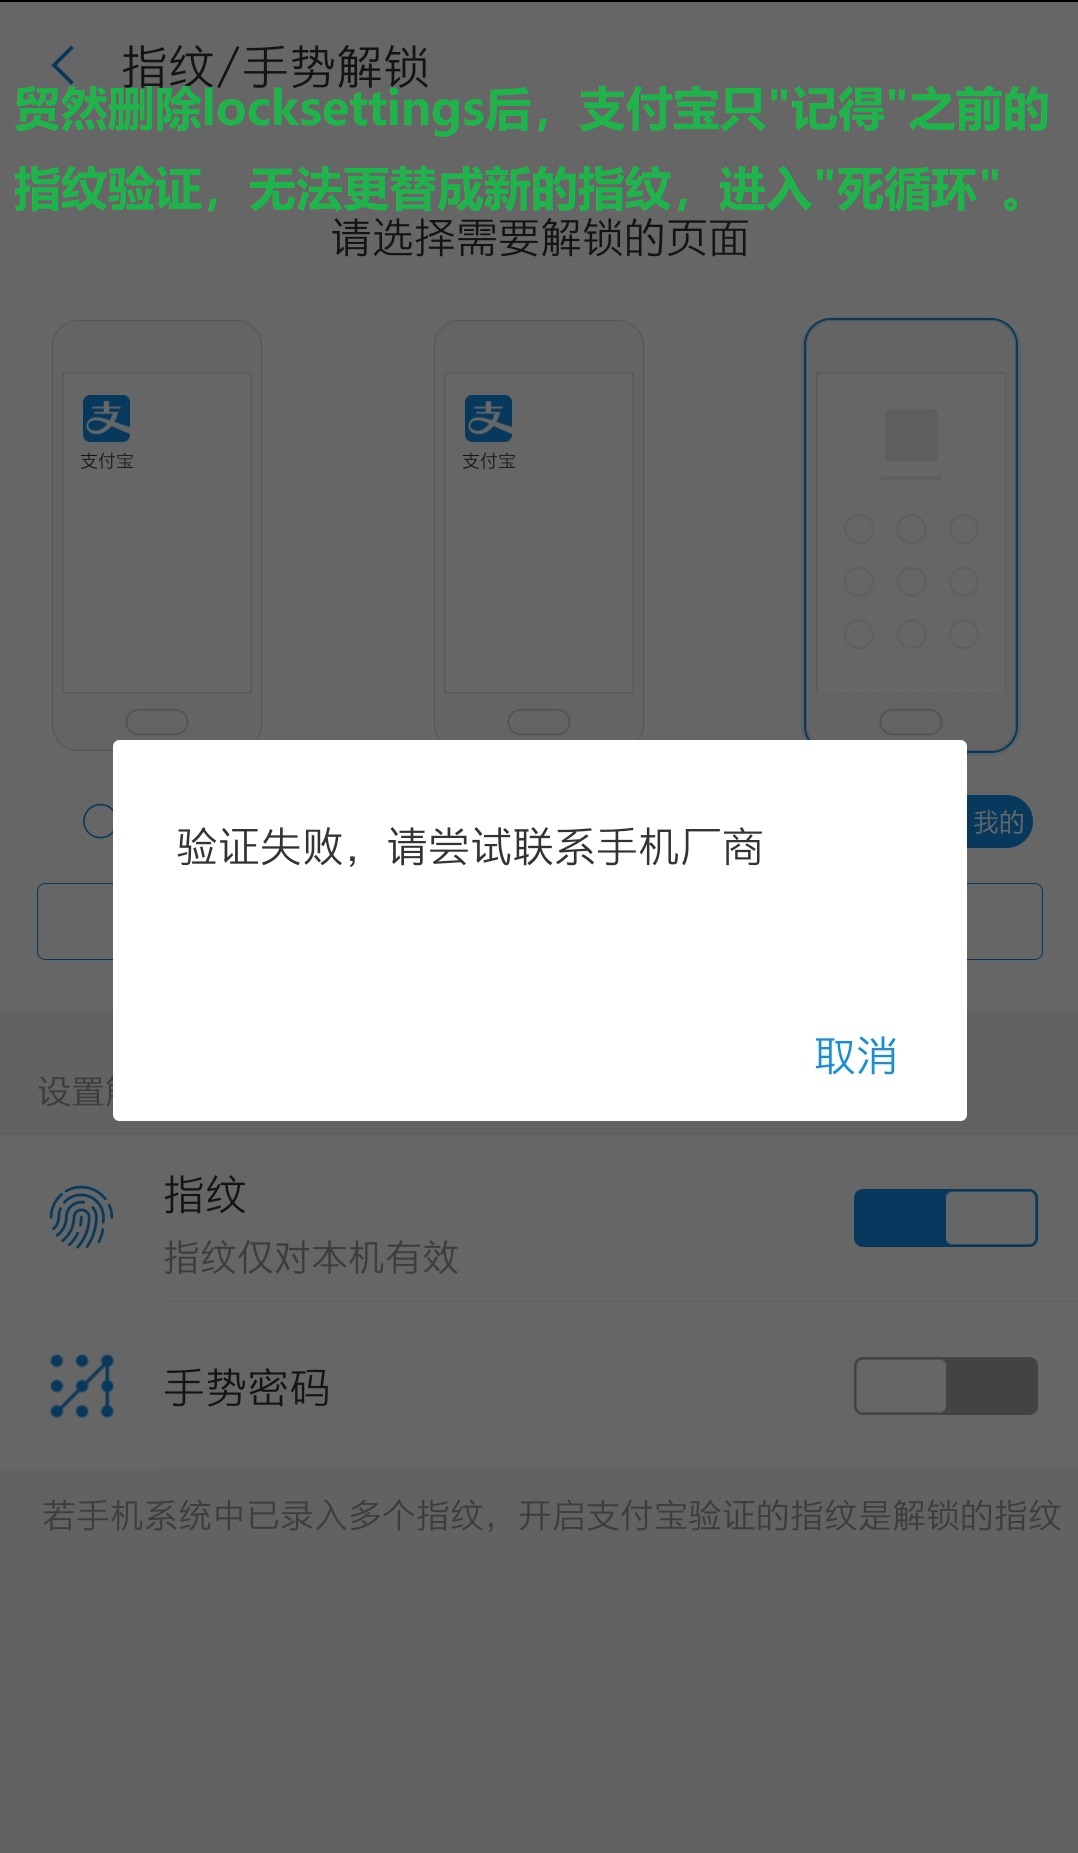 指纹/手势解锁
贸然删除locksettings后，支付宝只"记得"之前的
指纹验证，无法更替成新的指纹，进入"死循环"。
请选择需要解锁的页面
支
支付宝
支
支付宝
我的
验证失败，请尝试联系手机厂商
取消
设置
指纹
指纹仅对本机有效
手势密码
若手机系统中已录入多个指纹，开启支付宝验证的指纹是解锁的指纹